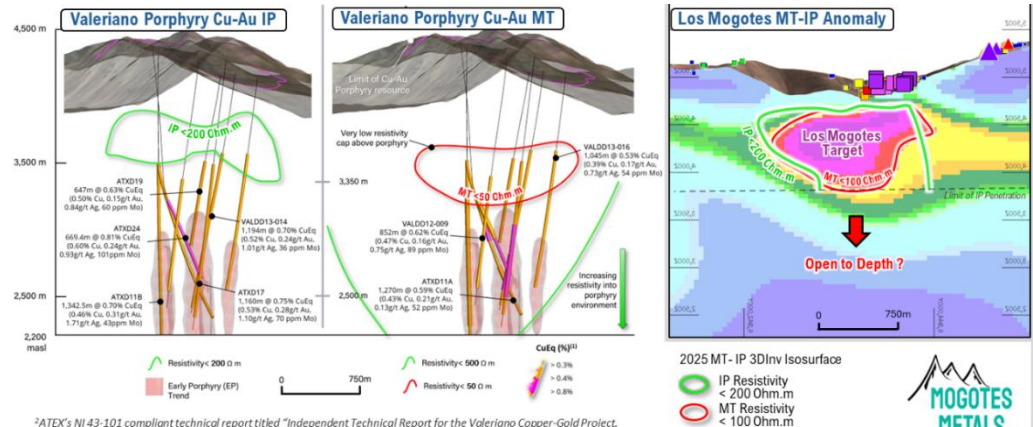 Valeriano Porphyry Cu-Au IP
4,500 m
3,500 m
2,500 m
2,200
masl
IP <200 Ohm.m
ATXD19
647m @ 0.63% CuEq
(0.50% Cu, 0.15g/t Au,
0.84g/t Ag, 60 ppm Mo)
ATXD24
669.4m @ 0.81% CuEq
(0.60% Cu, 0.24g/t Au,
0.93g/t Ag, 101ppm Mo)
ATXD11B
1,342.5m @ 0.70% CuEq
(0.46% Cu, 0.31g/t Au,
1.71g/t Ag, 43ppm Mo)
VALDD13-014
1,194m @ 0.70% CuEq
(0.52% Cu, 0.24g/t Au,
1.01g/t Ag, 36 ppm Mo)
ATXD17
1,160m @ 0.75% CuEq
(0.53% Cu, 0.28g/t Au,
1.10g/t Ag, 70 ppm Mo)
Resistivity< 200 Ω m
Early Porphyry (EP)
Trend
0
750m
Valeriano Porphyry Cu-Au MT
Limit of Cu-Au
Porphyry resource
Very low resistivity
cap above porphyry
3,350 m
2,500 m
MT <50 Ohm.m
VALDD13-016
1,045m @ 0.53% CuEq
(0.39% Cu, 0.17g/t Au,
0.73g/t Ag, 54 ppm Mo)
VALDD12-009
852m @ 0.62% CuEq
(0.47% Cu, 0.16g/t Au,
0.75g/t Ag, 89 ppm Mo)
ATXD11A
1,270m @ 0.59% CuEq
(0.43% Cu, 0.21g/t Au,
0.13g/t Ag, 52 ppm Mo)
Increasing
resistivity into
porphyry
environment
Resistivity< 500 Ω m
Resistivity< 50 Ω m
CuEq (%)⁽¹⁾
> 0.3%
> 0.4%
> 0.8%
²ATEX's NI 43-101 compliant technical report titled "Independent Technical Report for the Valeriano Copper-Gold Project,
Los Mogotes MT-IP Anomaly
IP <200 Ohm.m
Los Mogotes
Target
MT <100 Ohm.m
Limit of IP Penetration
Open to Depth ?
0
750m
2025 MT- IP 3DInv Isosurface
IP Resistivity
< 200 Ohm.m
MT Resistivity
< 100 Ohm.m
MOGOTES
METALS